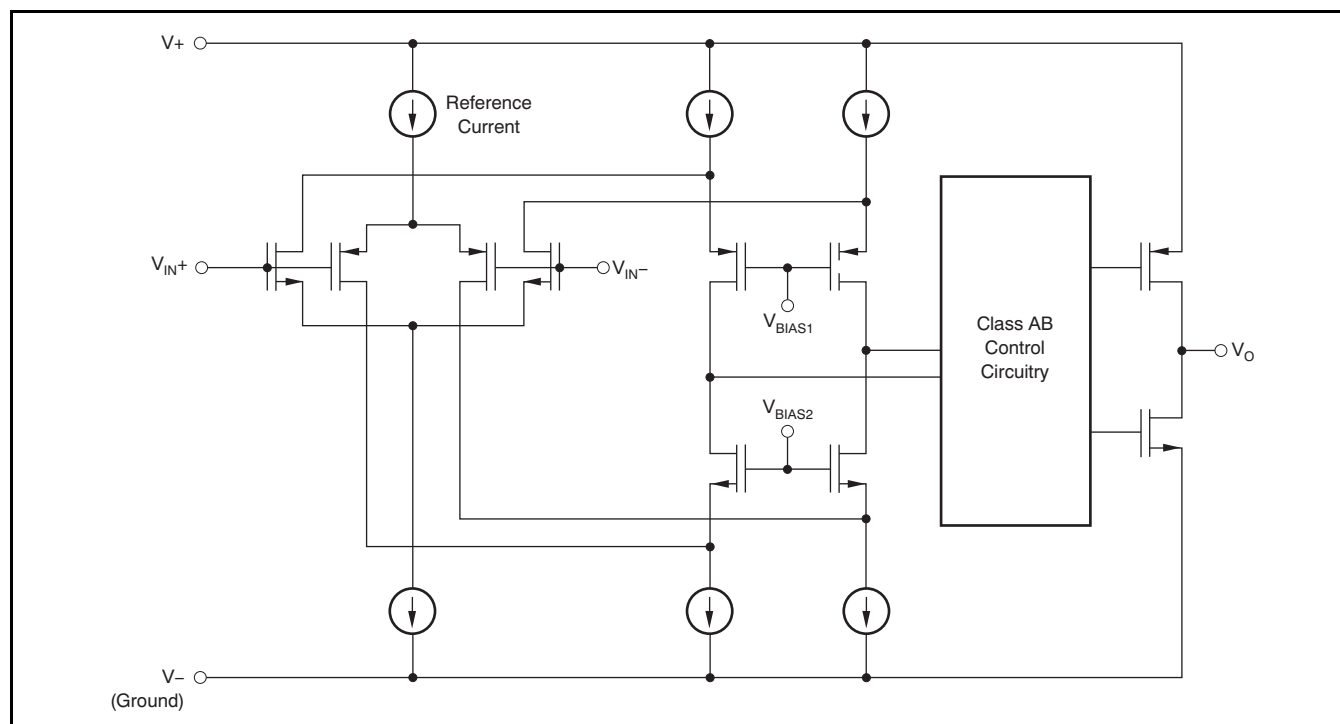 V+
Reference
Current
VIN+
VIN−
VBIAS1
VBIAS2
Class AB
Control
Circuitry
VO
V−
(Ground)